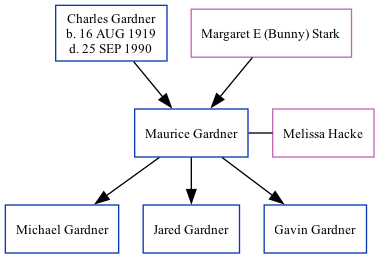 Charles Gardner
b. 16 AUG 1919
d. 25 SEP 1990
Margaret E (Bunny) Stark
Maurice Gardner
Melissa Hacke
Michael Gardner
Jared Gardner
Gavin Gardner